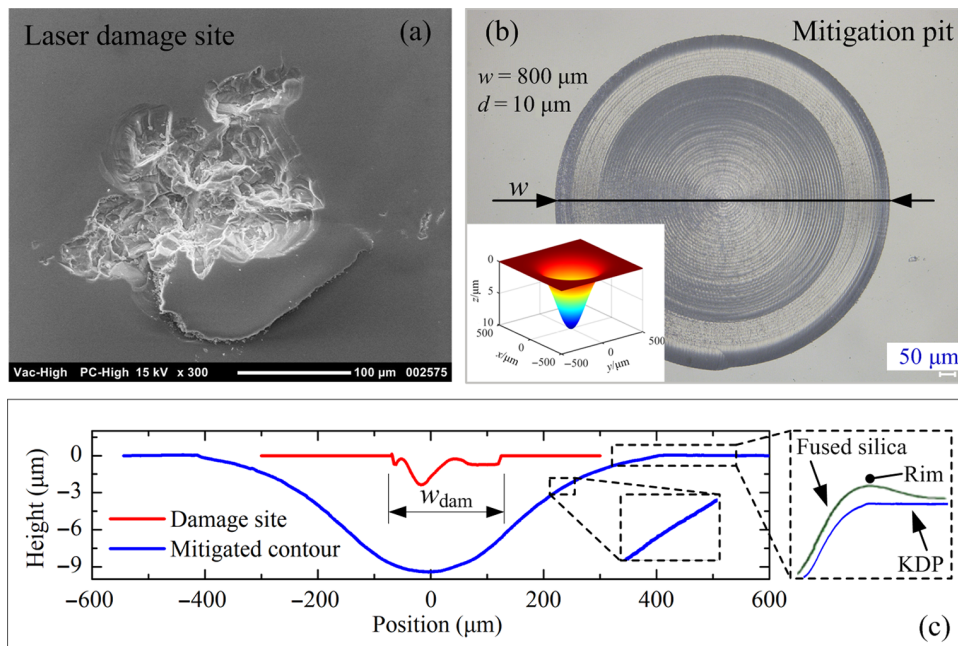 Laser damage site (a)
Vac-High PC-High 15 kV x 300 100 μm 002575
(b) Mitigation pit
w = 800 μm
d = 10 μm
w
0
5
10
z/μm
500
0
−500
x/μm
−500
0
500
y/μm
50 μm
Height (μm)
0
−3
−6
−9
w_dam
Damage site
Mitigated contour
−600 −400 −200 0 200 400 600
Position (μm)
Fused silica
Rim
KDP
(c)